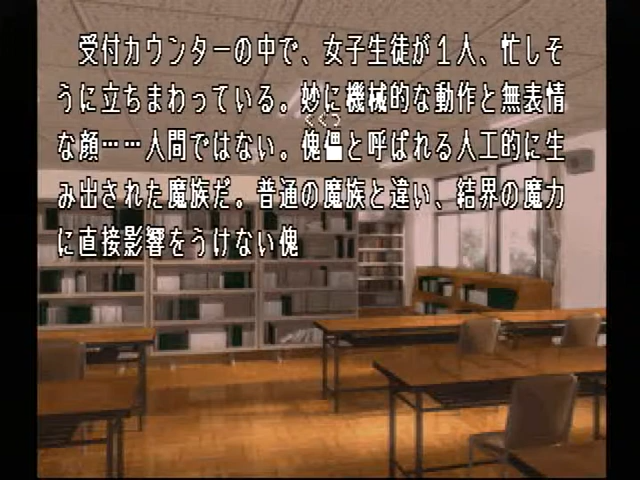 受付カウンターの中で、女子生徒が１人、忙しそ
うに立ちまわっている。妙に機械的な動作と無表情
くぐつ
な顔……人間ではない。傀儡と呼ばれる人工的に生
み出された魔族だ。普通の魔族と違い、結界の魔力
に直接影響をうけない傀